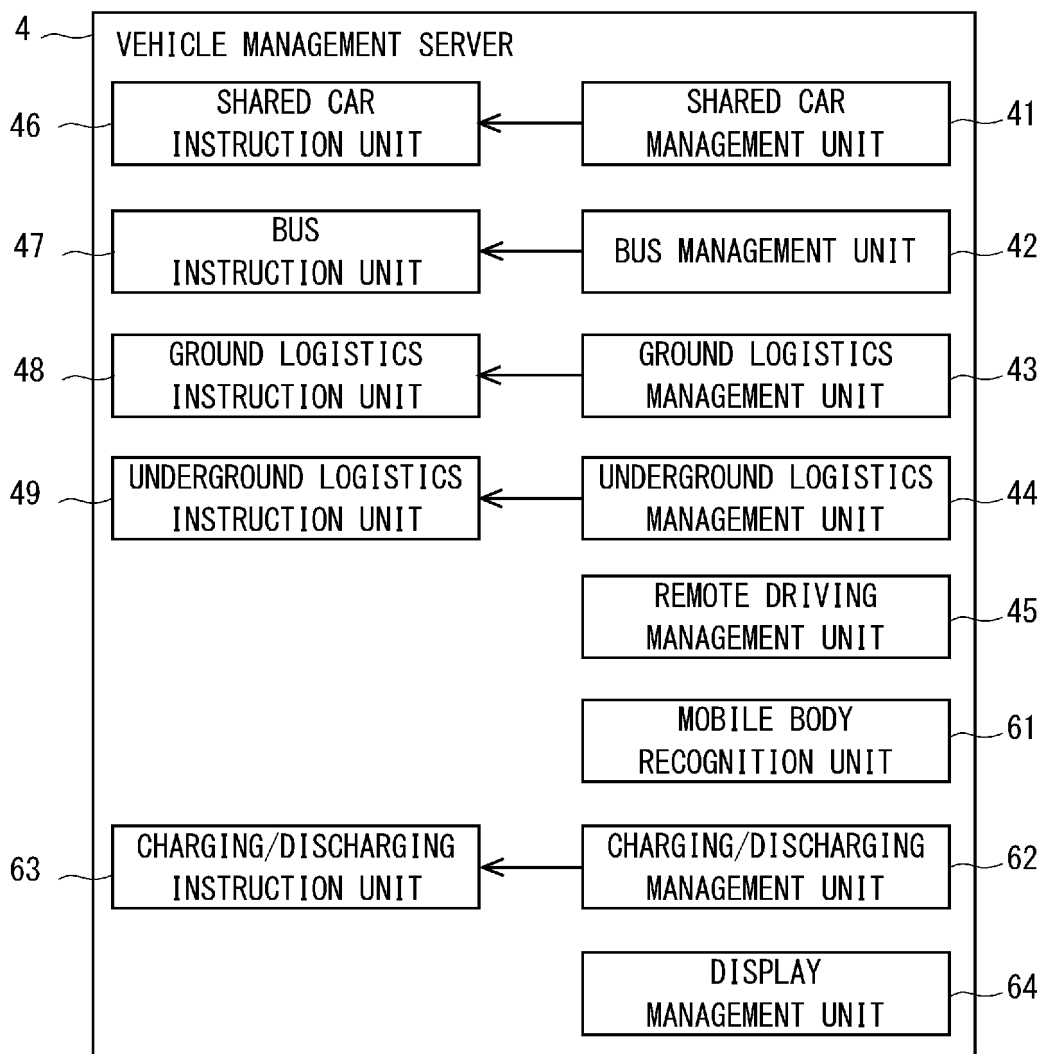 4
VEHICLE MANAGEMENT SERVER
46
SHARED CAR
INSTRUCTION UNIT
SHARED CAR
MANAGEMENT UNIT
41
47
BUS
INSTRUCTION UNIT
BUS MANAGEMENT UNIT
42
48
GROUND LOGISTICS
INSTRUCTION UNIT
GROUND LOGISTICS
MANAGEMENT UNIT
43
49
UNDERGROUND LOGISTICS
INSTRUCTION UNIT
UNDERGROUND LOGISTICS
MANAGEMENT UNIT
44
REMOTE DRIVING
MANAGEMENT UNIT
45
MOBILE BODY
RECOGNITION UNIT
61
63
CHARGING/DISCHARGING
INSTRUCTION UNIT
CHARGING/DISCHARGING
MANAGEMENT UNIT
62
DISPLAY
MANAGEMENT UNIT
64